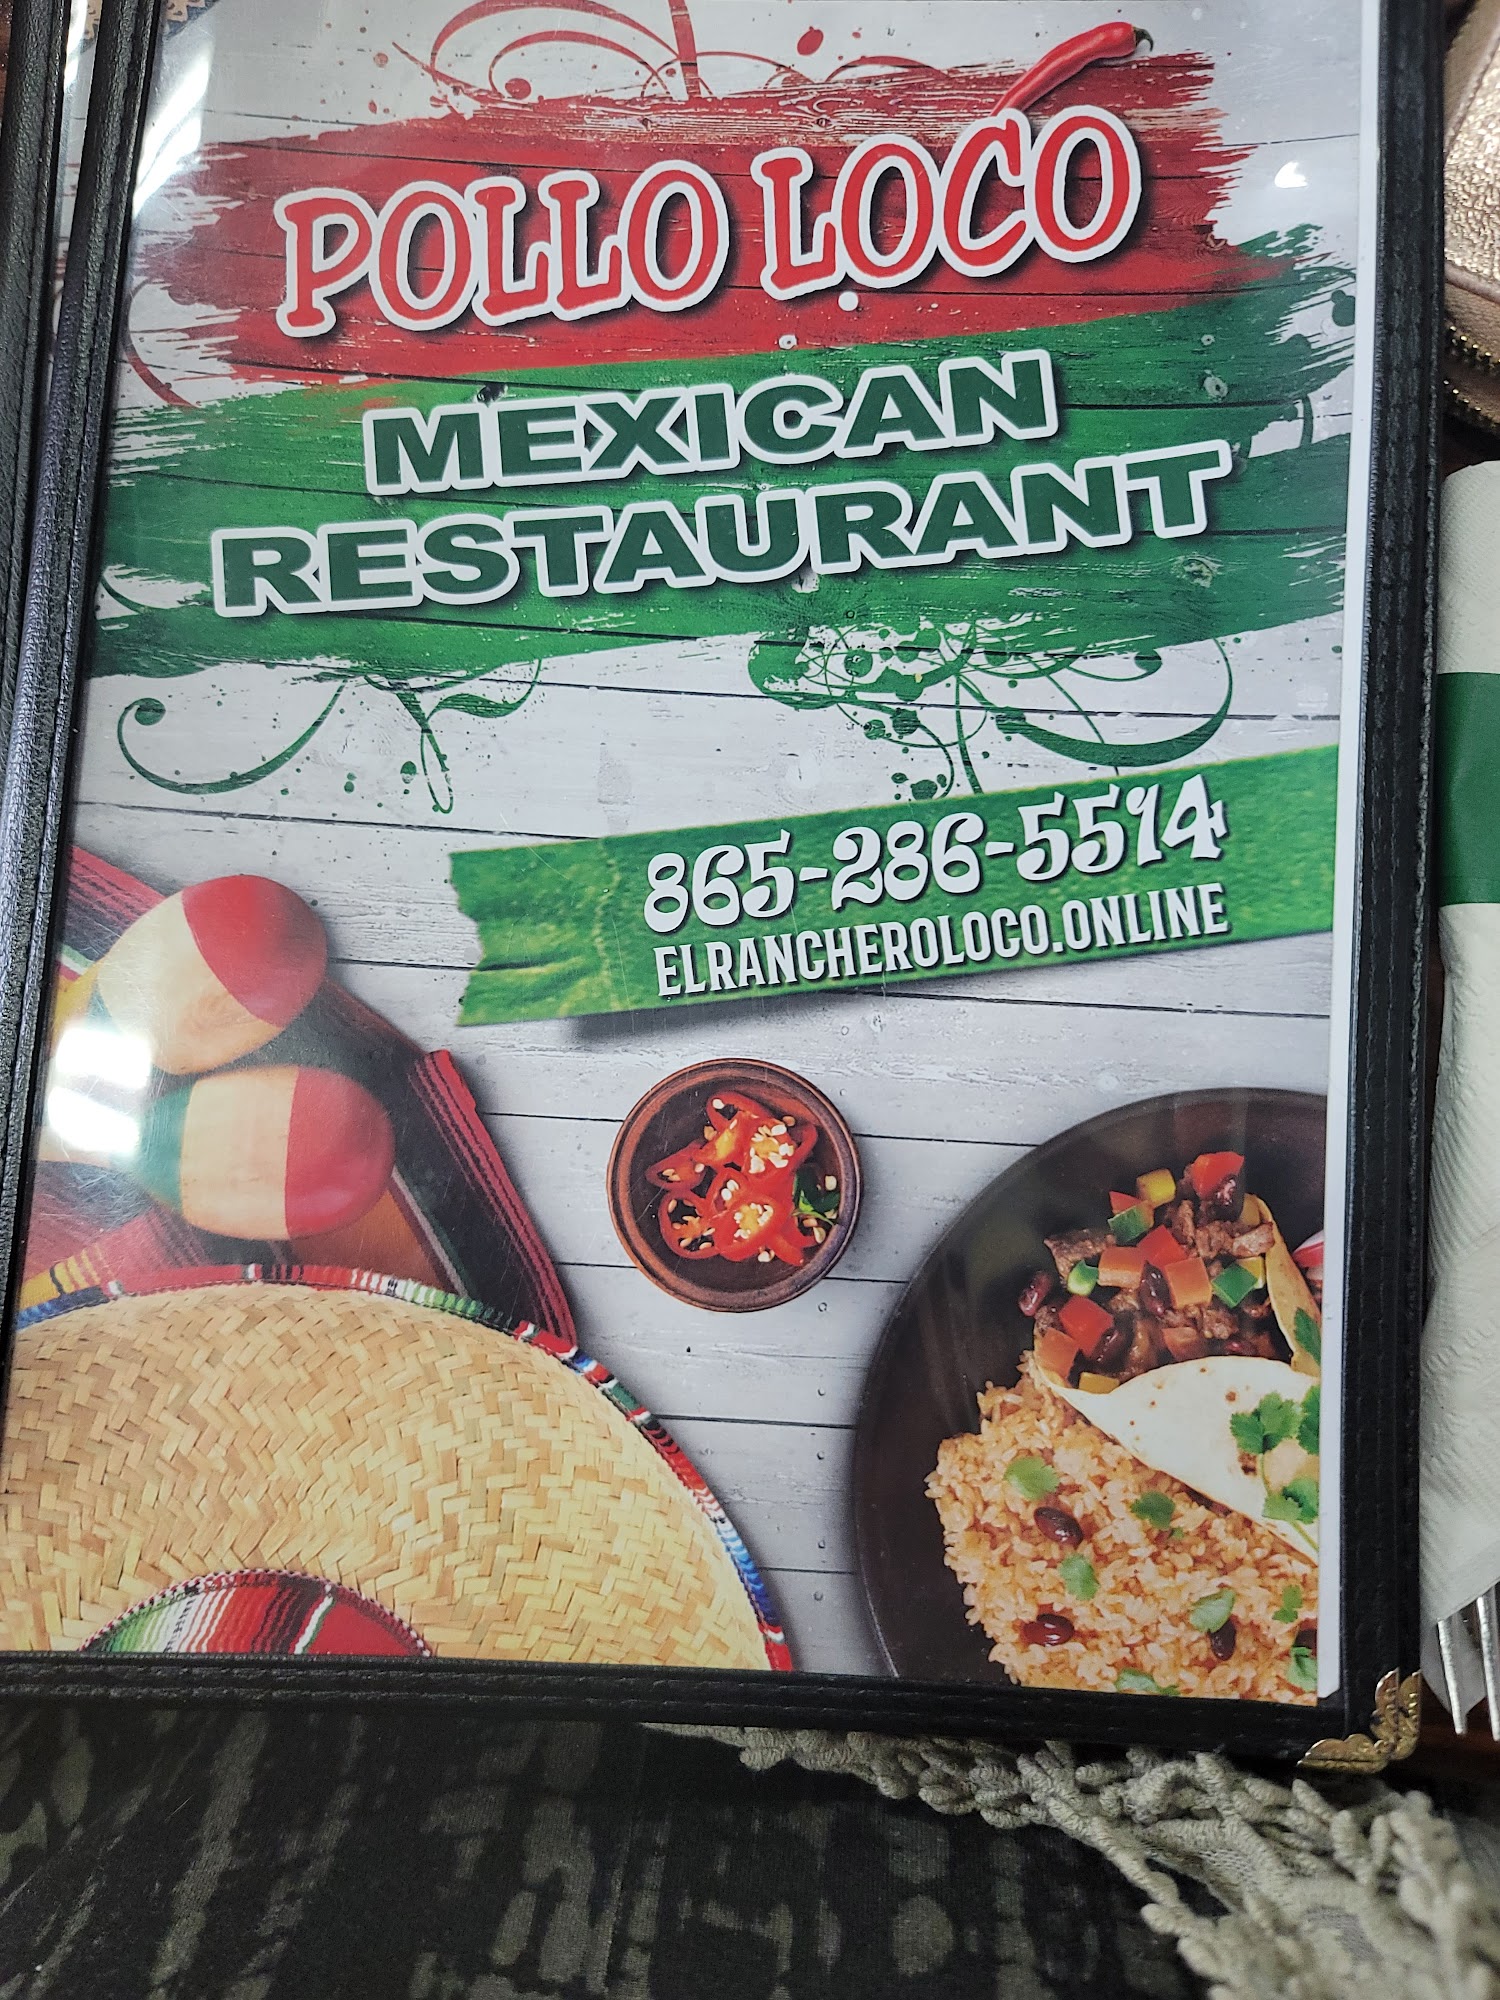 POLLO LOCO
MEXICAN
RESTAURANT
865-286-5514
ELRANCHEROLOCO.ONLINE